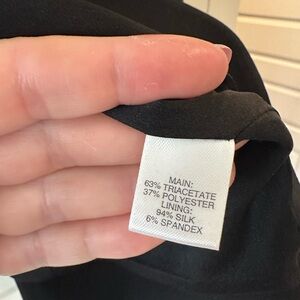 MAIN:
63% TRIACETATE
37% POLYESTER
LINING:
94% SILK
6% SPANDEX